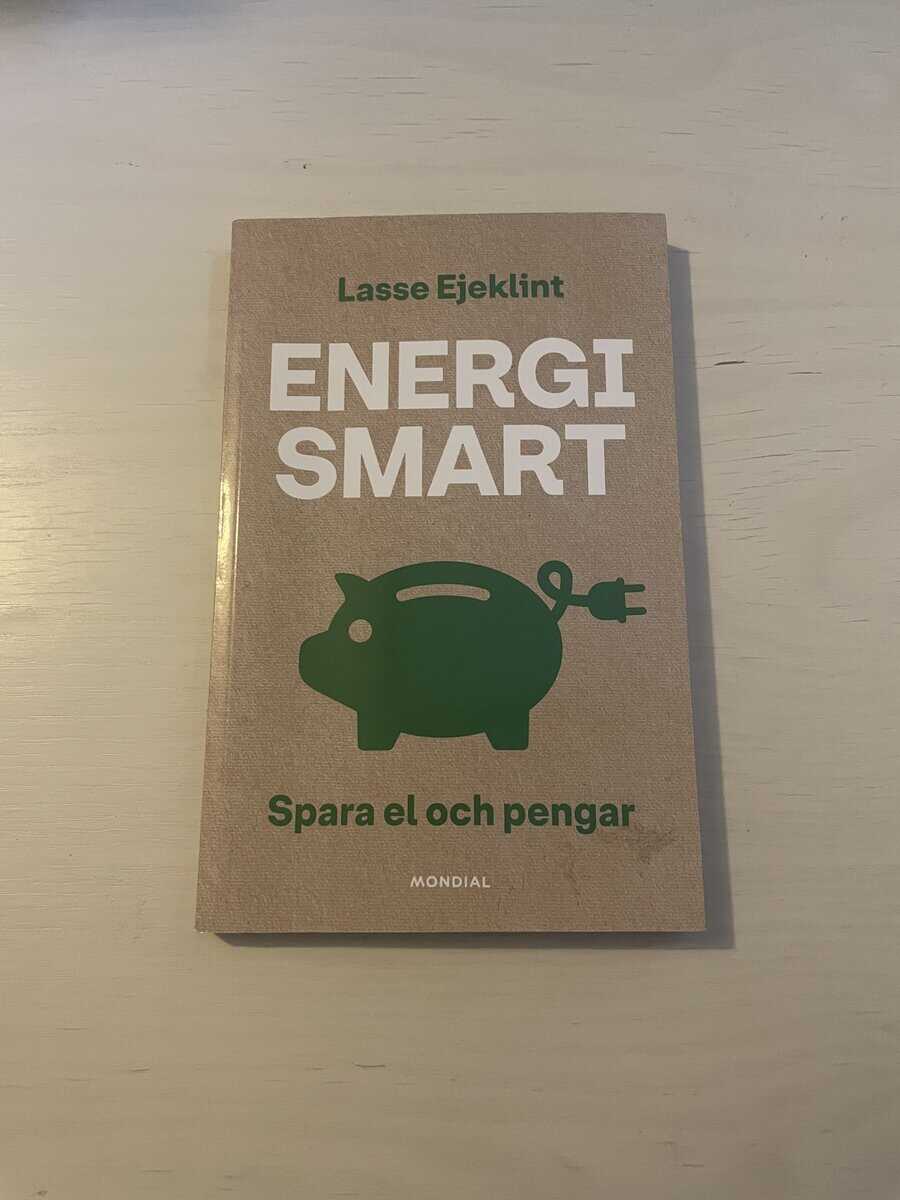 Lasse Ejeklint
ENERGI
SMART
Spara el och pengar
MONDIAL